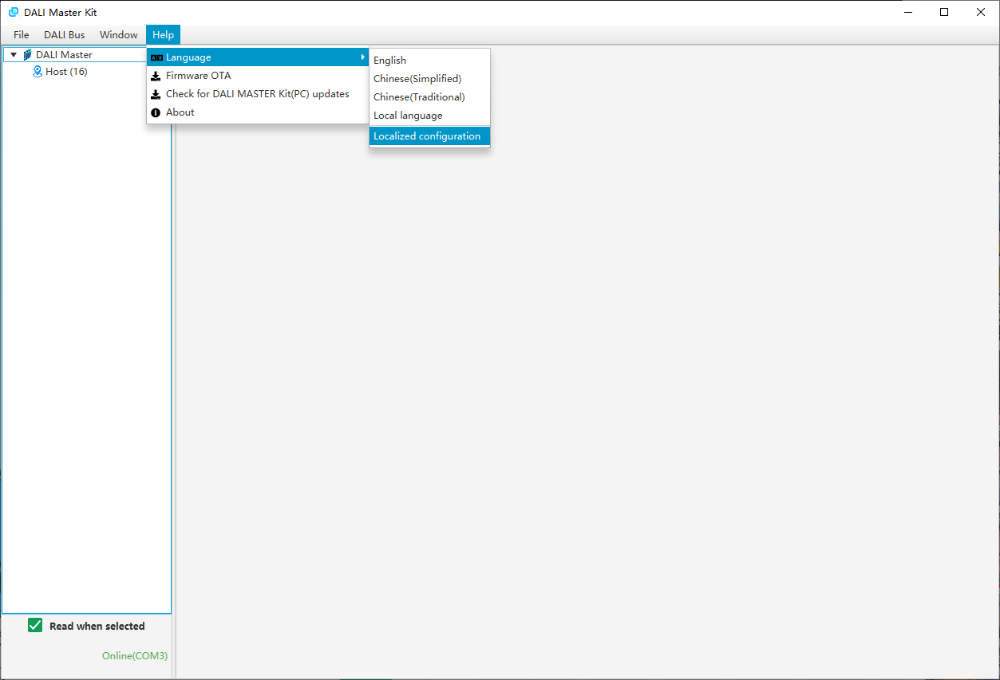 DALI Master Kit
File DALI Bus Window Help
DALI Master
Host (16)
Language
Firmware OTA
Check for DALI MASTER Kit(PC) updates
About
English
Chinese(Simplified)
Chinese(Traditional)
Local language
Localized configuration
Read when selected
Online(COM3)